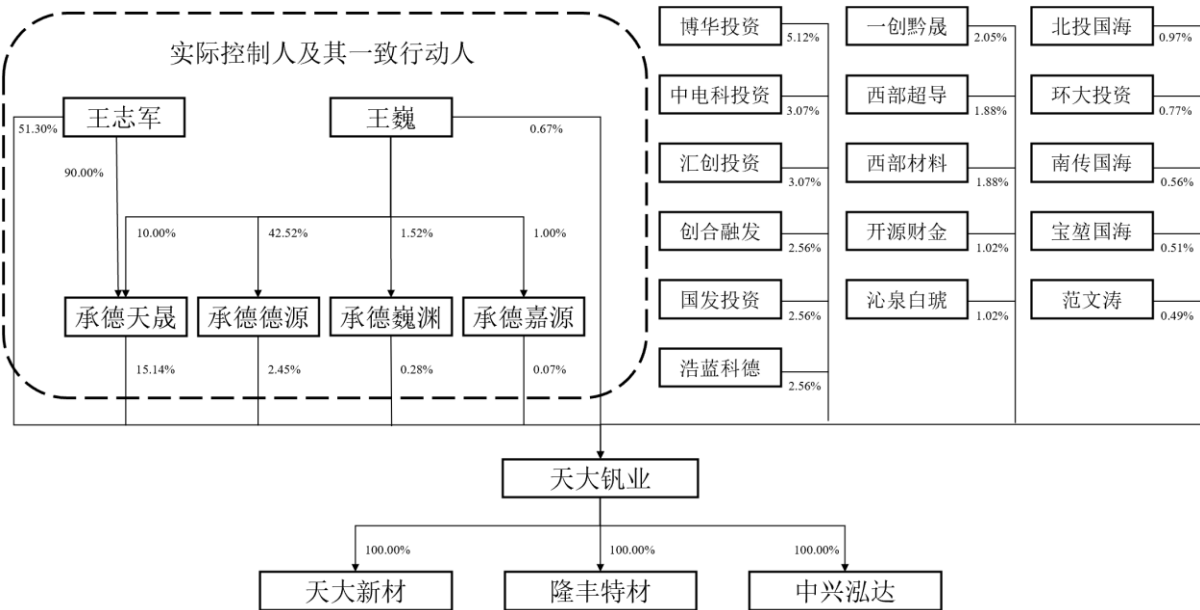 实际控制人及其一致行动人
王志军
王巍
51.30%
0.67%
90.00%
10.00%
42.52%
1.52%
1.00%
承德天晟
承德德源
承德巍渊
承德嘉源
15.14%
2.45%
0.28%
0.07%
博华投资
5.12%
中电科投资
3.07%
汇创投资
3.07%
创合融发
2.56%
国发投资
2.56%
浩蓝科德
2.56%
一创黔晟
2.05%
西部超导
1.88%
西部材料
1.88%
开源财金
1.02%
沁泉白琥
1.02%
北投国海
0.97%
环大投资
0.77%
南传国海
0.56%
宝堃国海
0.51%
范文涛
0.49%
天大钒业
100.00%
100.00%
100.00%
天大新材
隆丰特材
中兴泓达